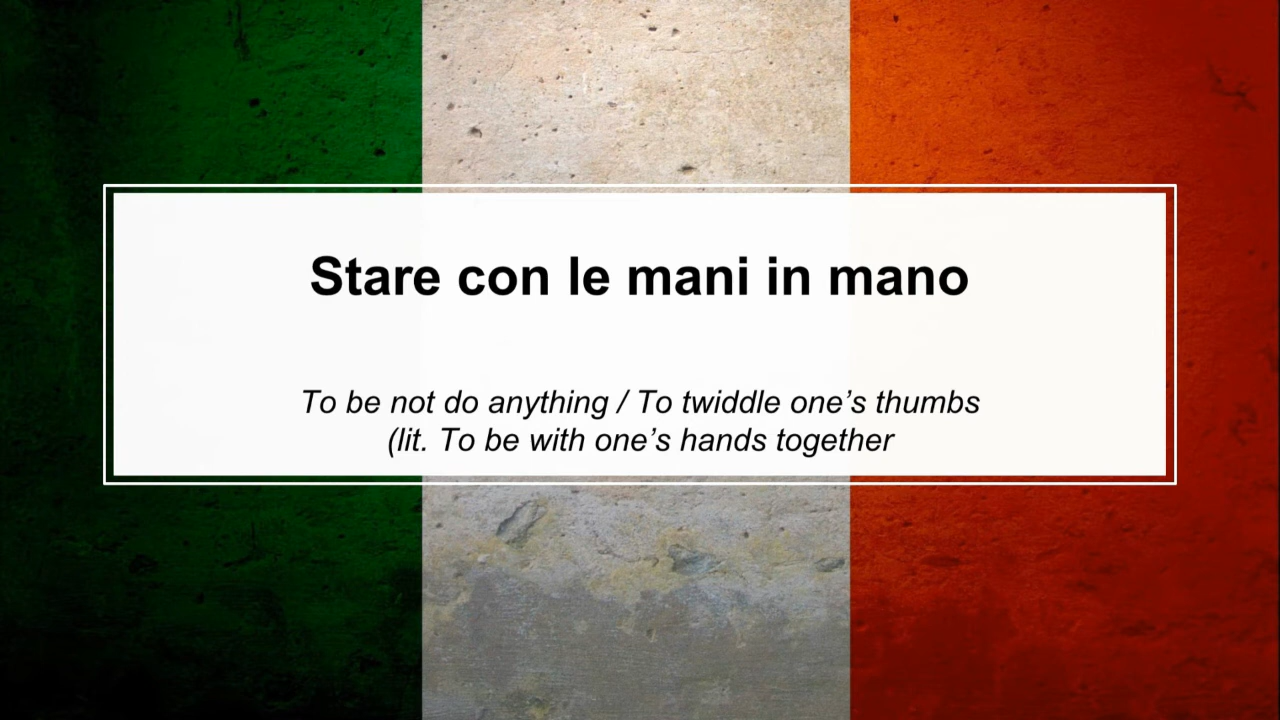 Stare con le mani in mano
To be not do anything / To twiddle one’s thumbs
(lit. To be with one’s hands together